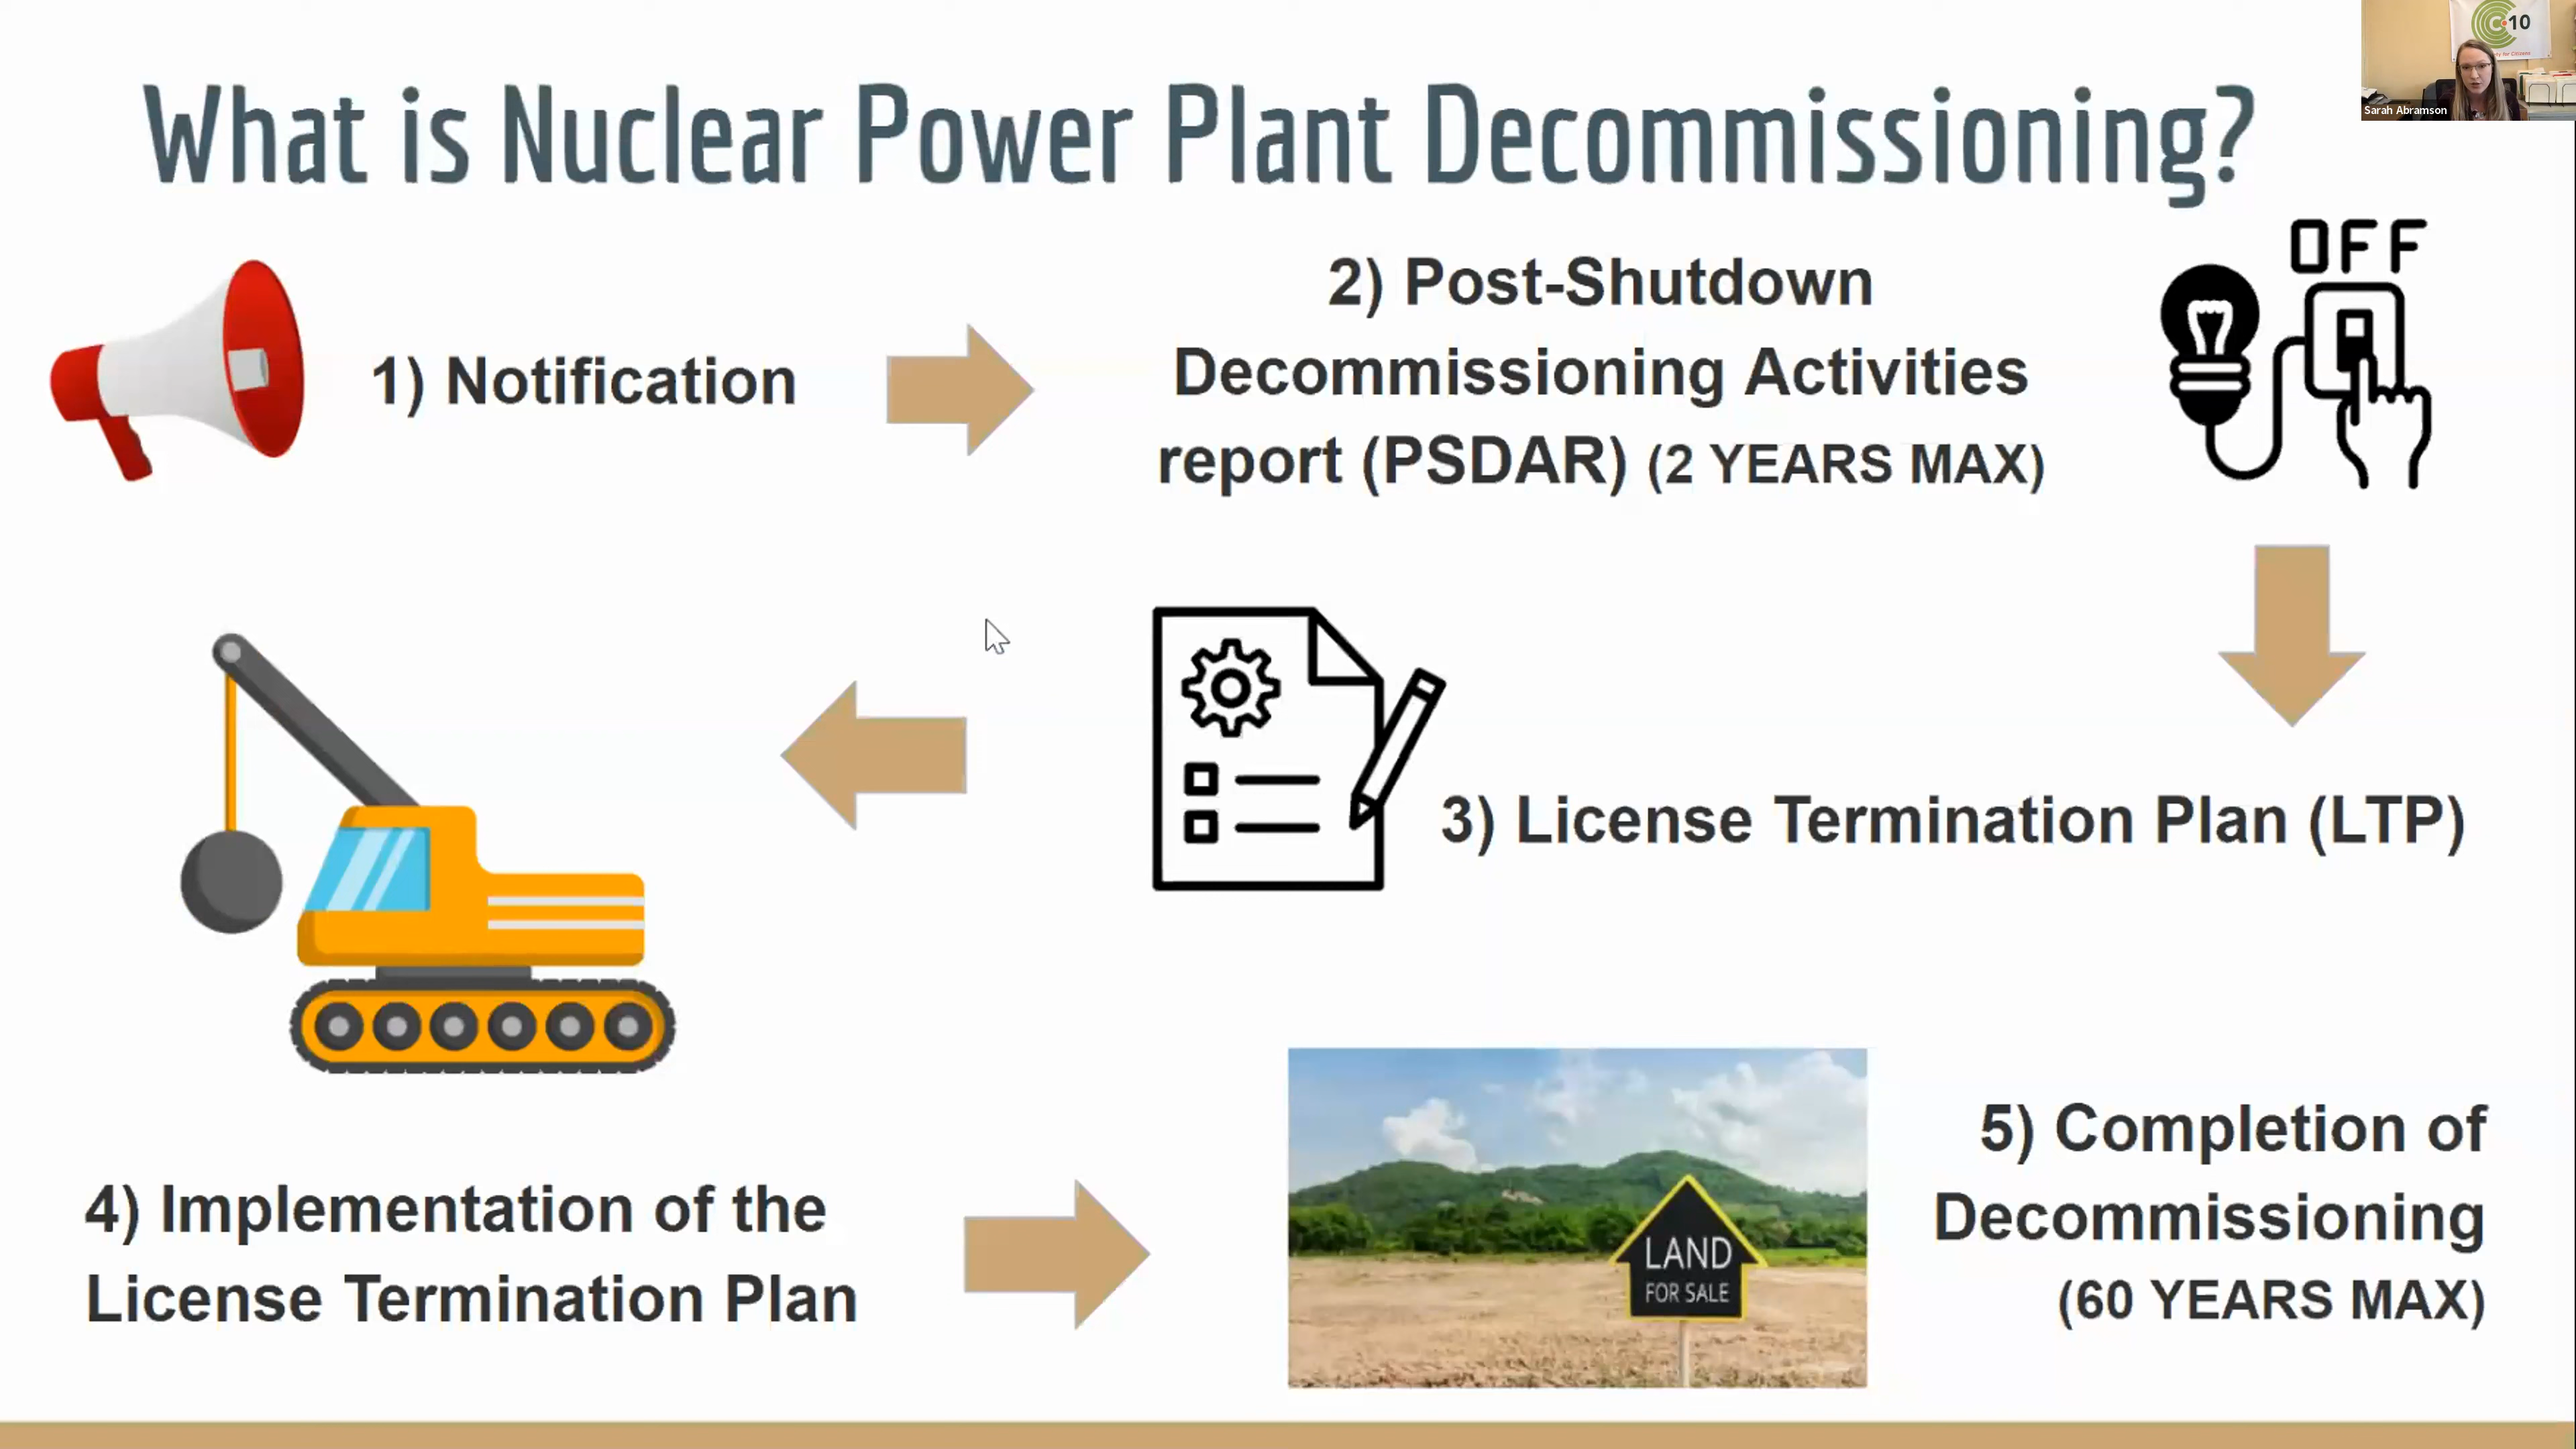 What is Nuclear Power Plant Decommissioning?
C-10
Sarah Abramson
1) Notification
2) Post-Shutdown
Decommissioning Activities
report (PSDAR) (2 YEARS MAX)
OFF
3) License Termination Plan (LTP)
4) Implementation of the
License Termination Plan
LAND
FOR SALE
5) Completion of
Decommissioning
(60 YEARS MAX)